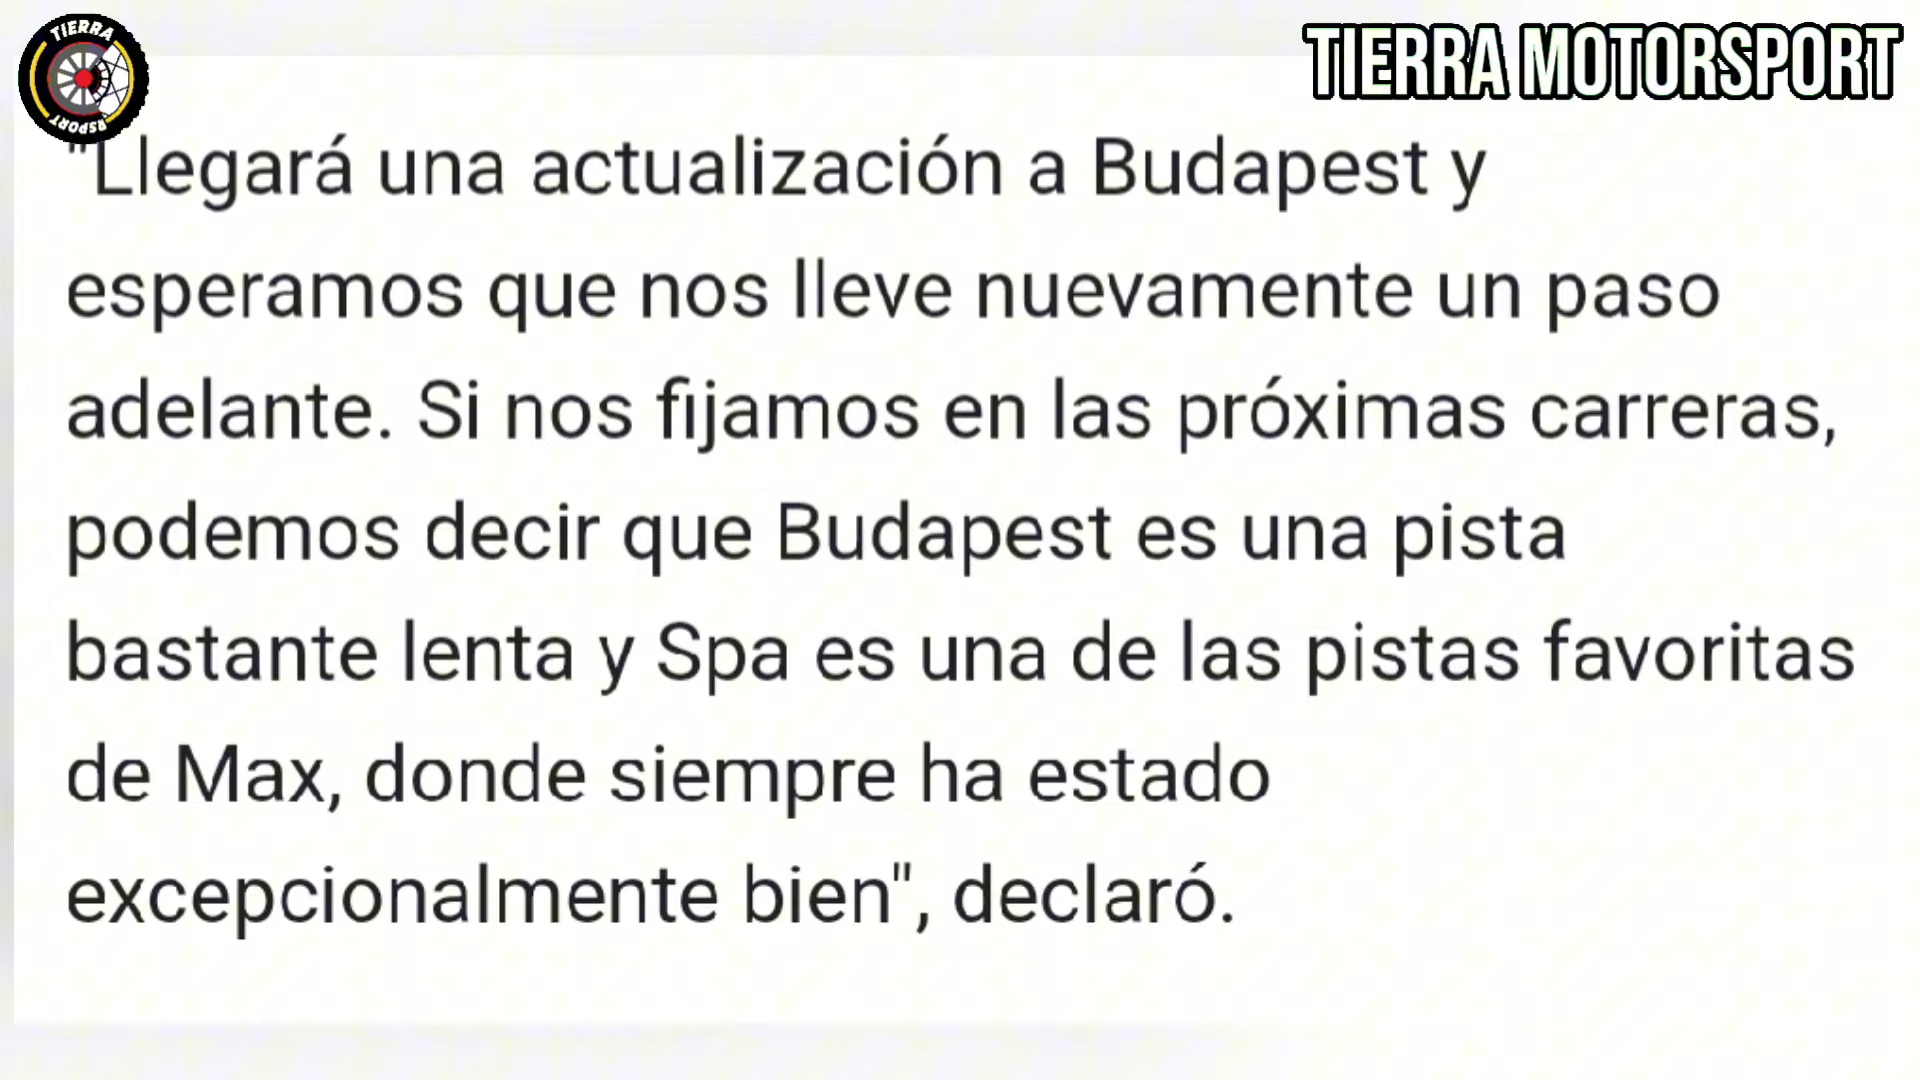 TIERRA
RSPORT
TIERRA MOTORSPORT
"Llegará una actualización a Budapest y
esperamos que nos lleve nuevamente un paso
adelante. Si nos fijamos en las próximas carreras,
podemos decir que Budapest es una pista
bastante lenta y Spa es una de las pistas favoritas
de Max, donde siempre ha estado
excepcionalmente bien", declaró.